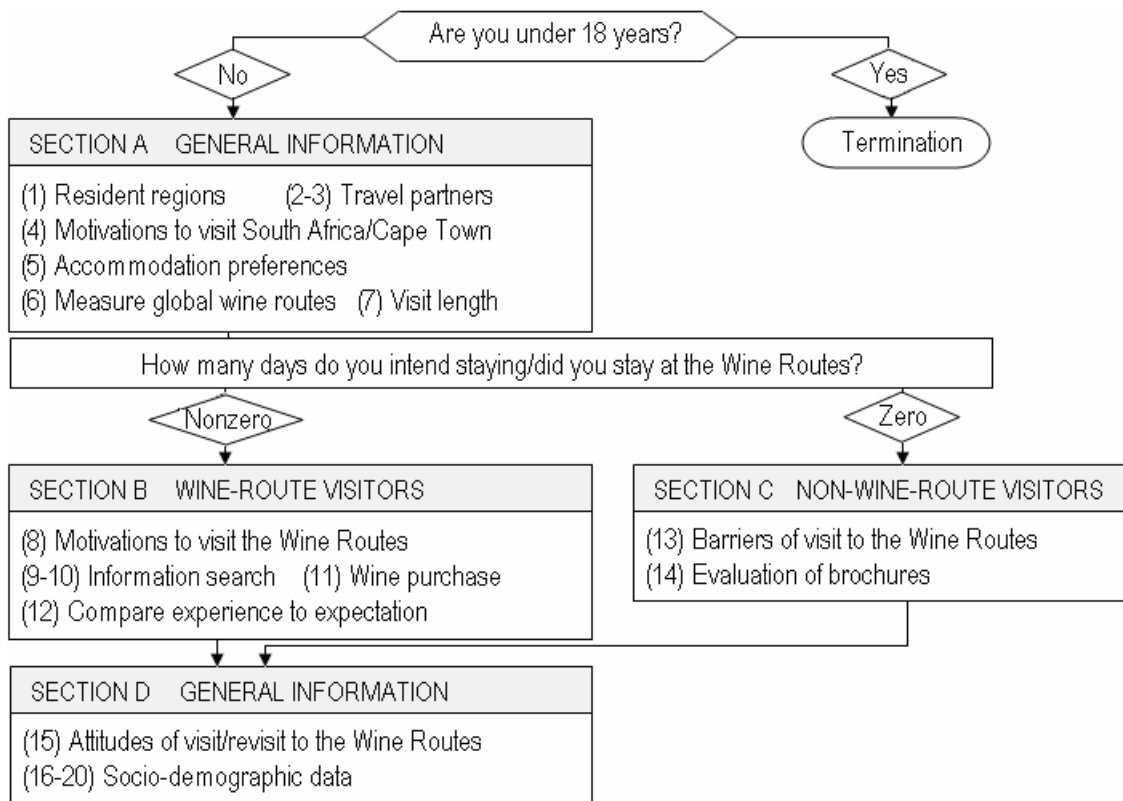 Are you under 18 years?
No
Yes
Termination
SECTION A GENERAL INFORMATION
(1) Resident regions (2-3) Travel partners
(4) Motivations to visit South Africa/Cape Town
(5) Accommodation preferences
(6) Measure global wine routes (7) Visit length
How many days do you intend staying/did you stay at the Wine Routes?
Nonzero
Zero
SECTION B WINE-ROUTE VISITORS
(8) Motivations to visit the Wine Routes
(9-10) Information search (11) Wine purchase
(12) Compare experience to expectation
SECTION C NON-WINE-ROUTE VISITORS
(13) Barriers of visit to the Wine Routes
(14) Evaluation of brochures
SECTION D GENERAL INFORMATION
(15) Attitudes of visit/revisit to the Wine Routes
(16-20) Socio-demographic data